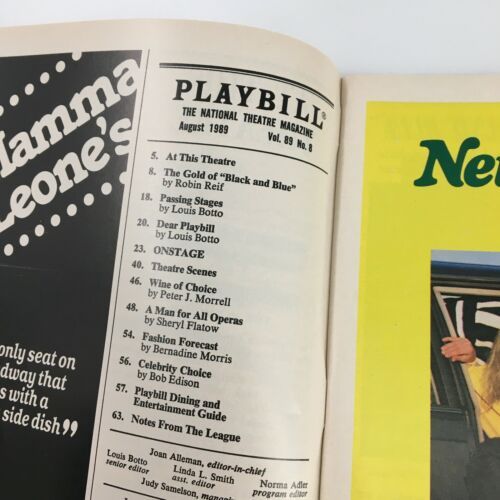 Mamma
Leone's
only seat on
dway that
s with a
side dish”
PLAYBILL®
THE NATIONAL THEATRE MAGAZINE
August 1989 Vol. 89 No. 8
5. At This Theatre
8. The Gold of "Black and Blue"
by Robin Reif
18. Passing Stages
by Louis Botto
20. Dear Playbill
by Louis Botto
23. ONSTAGE
40. Theatre Scenes
46. Wine of Choice
by Peter J. Morrell
48. A Man for All Operas
by Sheryl Flatow
54. Fashion Forecast
by Bernadine Morris
56. Celebrity Choice
by Bob Edison
57. Playbill Dining and
Entertainment Guide
63. Notes From The League
Joan Alleman, editor-in-chief
Louis Botto Linda L. Smith Norma Adler
senior editor asst. editor program editor
Judy Samelson,
Ne